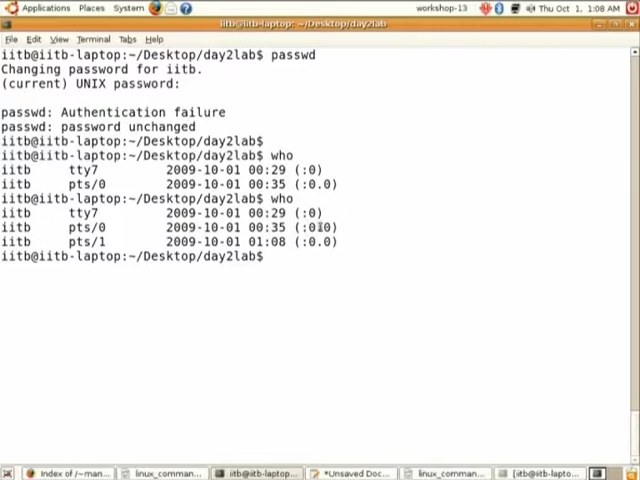 Applications Places System workshop-13 Thu Oct 1, 1:08 AM
iitb@iitb-laptop: ~/Desktop/day2lab
File Edit View Terminal Tabs Help
iitb@iitb-laptop:~/Desktop/day2lab$ passwd
Changing password for iitb.
(current) UNIX password:
passwd: Authentication failure
passwd: password unchanged
iitb@iitb-laptop:~/Desktop/day2lab$
iitb@iitb-laptop:~/Desktop/day2lab$ who
iitb tty7 2009-10-01 00:29 (:0)
iitb pts/0 2009-10-01 00:35 (:0.0)
iitb@iitb-laptop:~/Desktop/day2lab$ who
iitb tty7 2009-10-01 00:29 (:0)
iitb pts/0 2009-10-01 00:35 (:0.0)
iitb pts/1 2009-10-01 01:08 (:0.0)
iitb@iitb-laptop:~/Desktop/day2lab$
Index of /~man... linux_comman... iitb@iitb-laptop... *Unsaved Doc... linux_comman... [iitb@iitb-lapto...